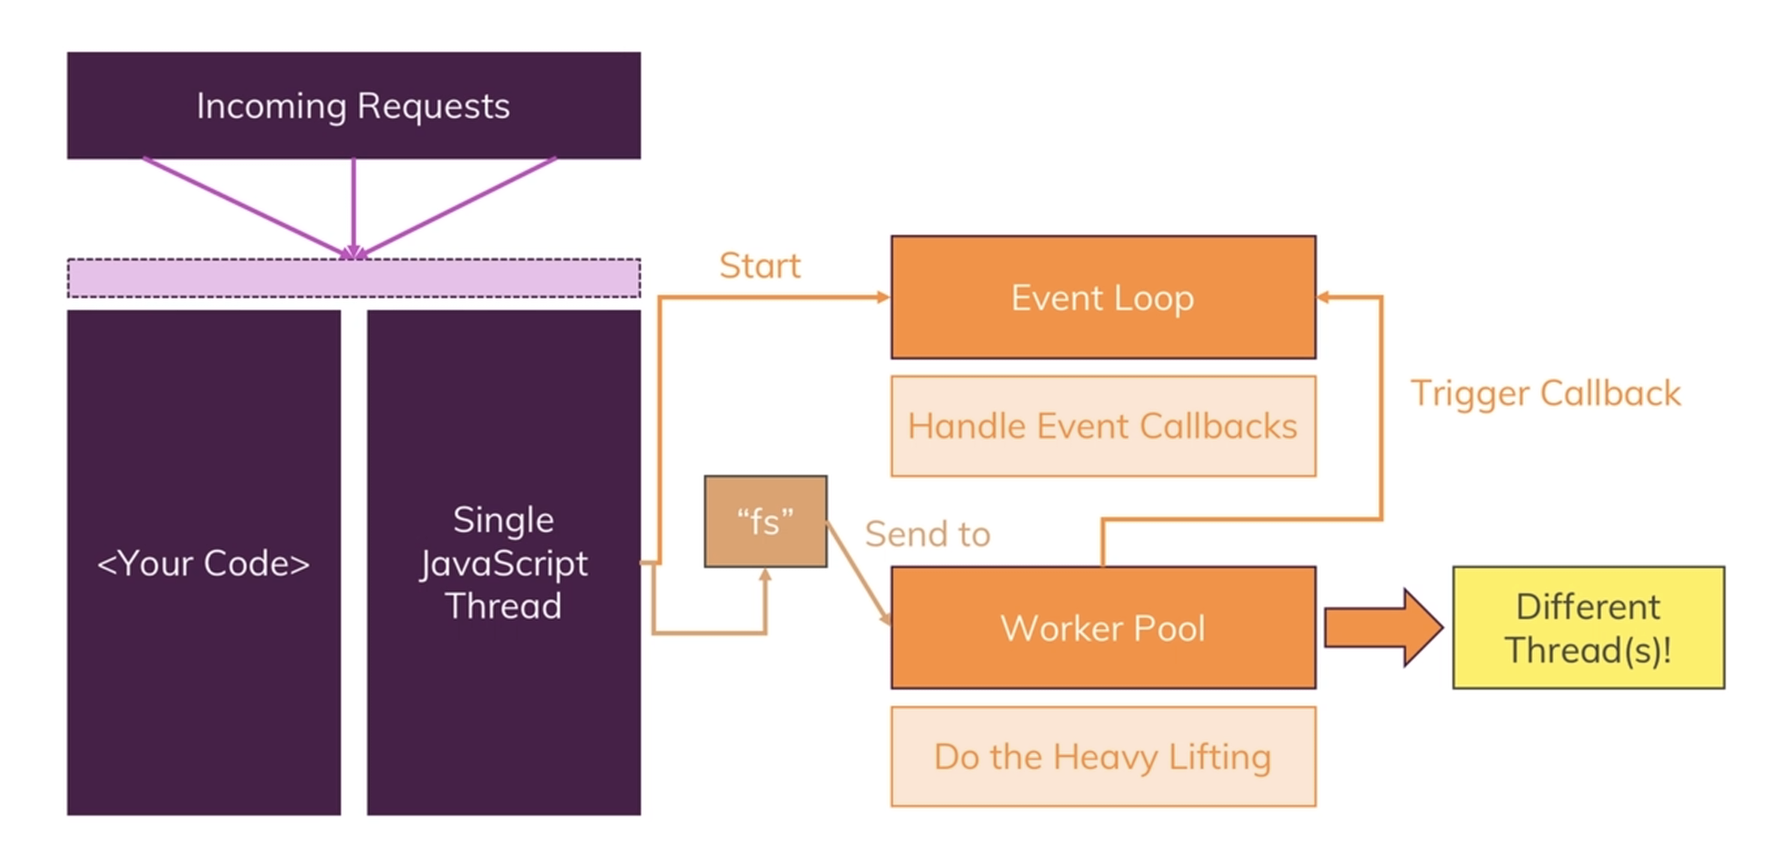 Incoming Requests
<Your Code>
Single
JavaScript
Thread
Start
Event Loop
Handle Event Callbacks
Trigger Callback
“fs”
Send to
Worker Pool
Different
Thread(s)!
Do the Heavy Lifting